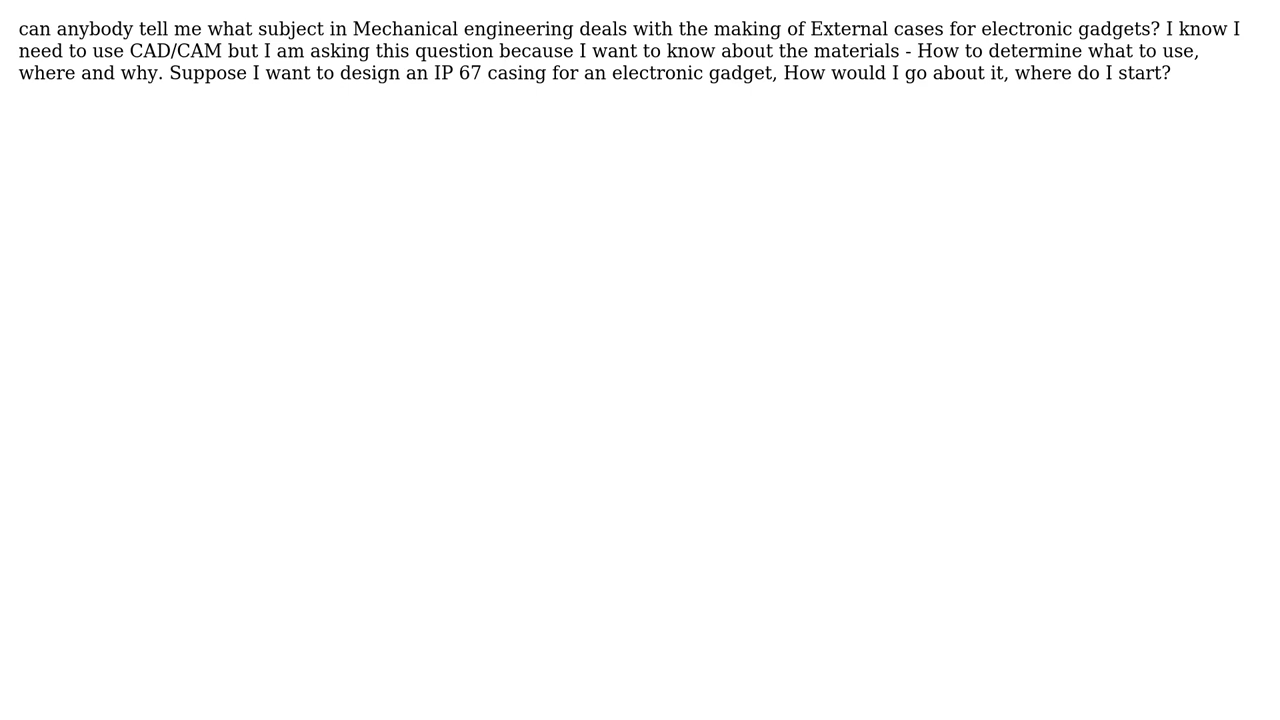 can anybody tell me what subject in Mechanical engineering deals with the making of External cases for electronic gadgets? I know I
need to use CAD/CAM but I am asking this question because I want to know about the materials - How to determine what to use,
where and why. Suppose I want to design an IP 67 casing for an electronic gadget, How would I go about it, where do I start?